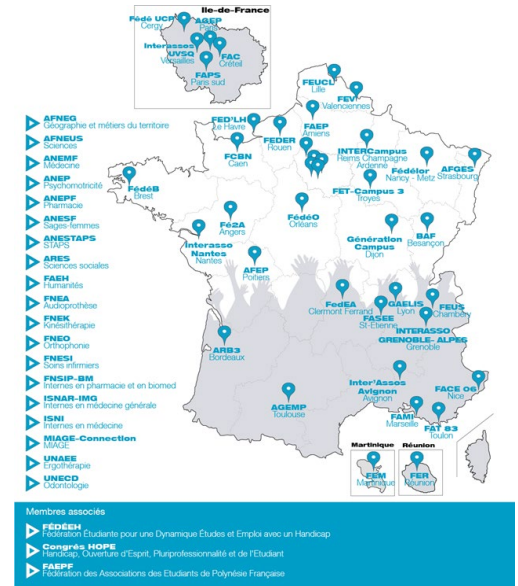 Ile-de-France
Fédé UCP
Cergy
AGEP
Paris
Interassos
UVSQ
Versailles
FAC
Créteil
FAPS
Paris sud
AFNEG
Géographie et métiers du territoire
AFNEUS
Sciences
ANEMF
Médecine
ANEP
Psychomotricité
ANEPF
Pharmacie
ANESF
Sages-femmes
ANESTAPS
STAPS
ARES
Sciences sociales
FAEH
Humanités
FNEA
Audioprothèse
FNEK
Kinésithérapie
FNEO
Orthophonie
FNESI
Soins infirmiers
FNSIP-BM
Internes en pharmacie et en biomed
ISNAR-IMG
Internes en médecine générale
ISNI
Internes en médecine
MIAGE-Connection
MIAGE
UNAEE
Ergothérapie
UNECD
Odontologie
FEUCL
Lille
FEV
Valenciennes
FED'LH
Le Havre
FEDER
Rouen
FAEP
Amiens
FCBN
Caen
INTERCampus
Reims Champagne
Ardenne
Fédélor
Nancy - Metz
AFGES
Strasbourg
FET-Campus 3
Troyes
FédéB
Brest
Fé2A
Angers
FédéO
Orléans
Génération
Campus
Dijon
BAF
Besançon
Interasso
Nantes
Nantes
AFEP
Poitiers
FedEA
Clermont Ferrand
GAELIS
Lyon
FASEE
St-Etienne
FEUS
Chambéry
INTERASSO
GRENOBLE- ALPES
Grenoble
ARB3
Bordeaux
AGEMP
Toulouse
Inter'Assos
Avignon
Avignon
FACE 06
Nice
FAMI
Marseille
FAT 83
Toulon
Martinique
FEM
Martinique
Réunion
FER
Réunion
Membres associés
FÉDÉEH
Fédération Étudiante pour une Dynamique Études et Emploi avec un Handicap
Congrès HOPE
Handicap, Ouverture d'Esprit, Pluriprofessionnalité et de l'Etudiant
FAEPF
Fédération des Associations des Etudiants de Polynésie Française